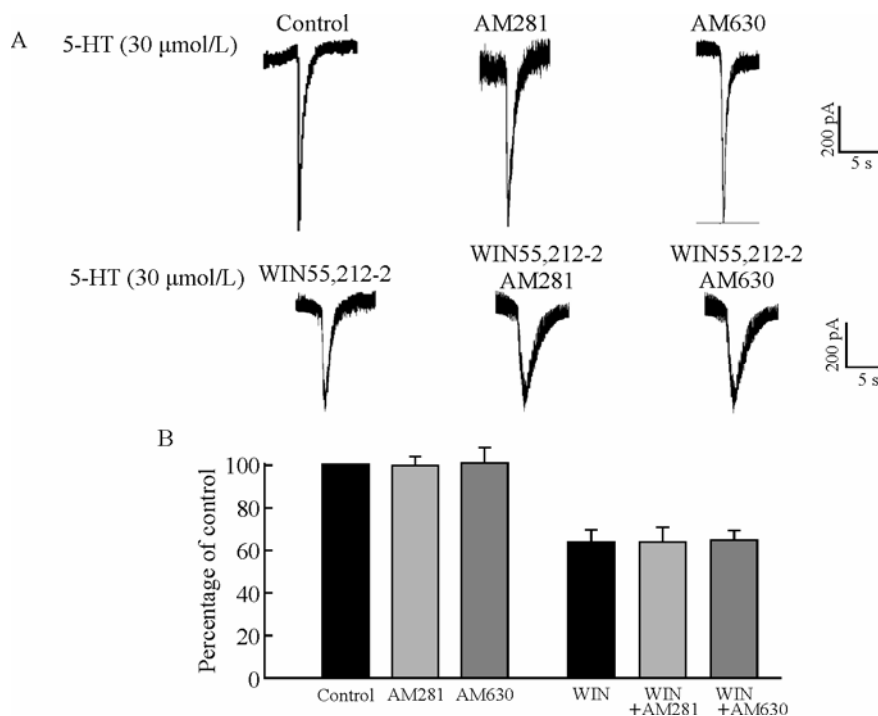 A
5-HT (30 μmol/L)
Control
AM281
AM630
200 pA
5 s
5-HT (30 μmol/L)
WIN55,212-2
WIN55,212-2
AM281
WIN55,212-2
AM630
200 pA
5 s
B
Percentage of control
100
80
60
40
20
0
Control
AM281
AM630
WIN
WIN
+AM281
WIN
+AM630